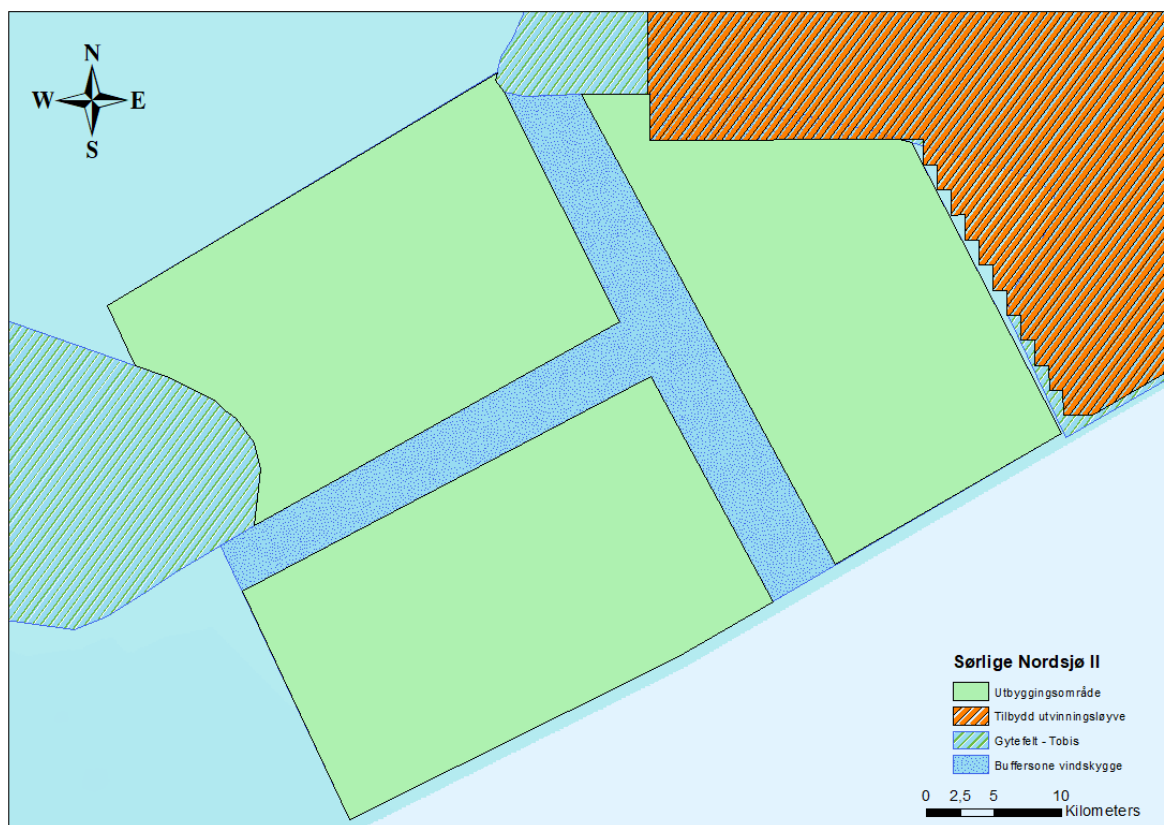 N
W E
S
Sørlige Nordsjø II
Utbyggingsområde
Tilbydd utvinningsløyve
Gytefelt - Tobis
Buffersone vindskygge
0 2,5 5 10
Kilometers